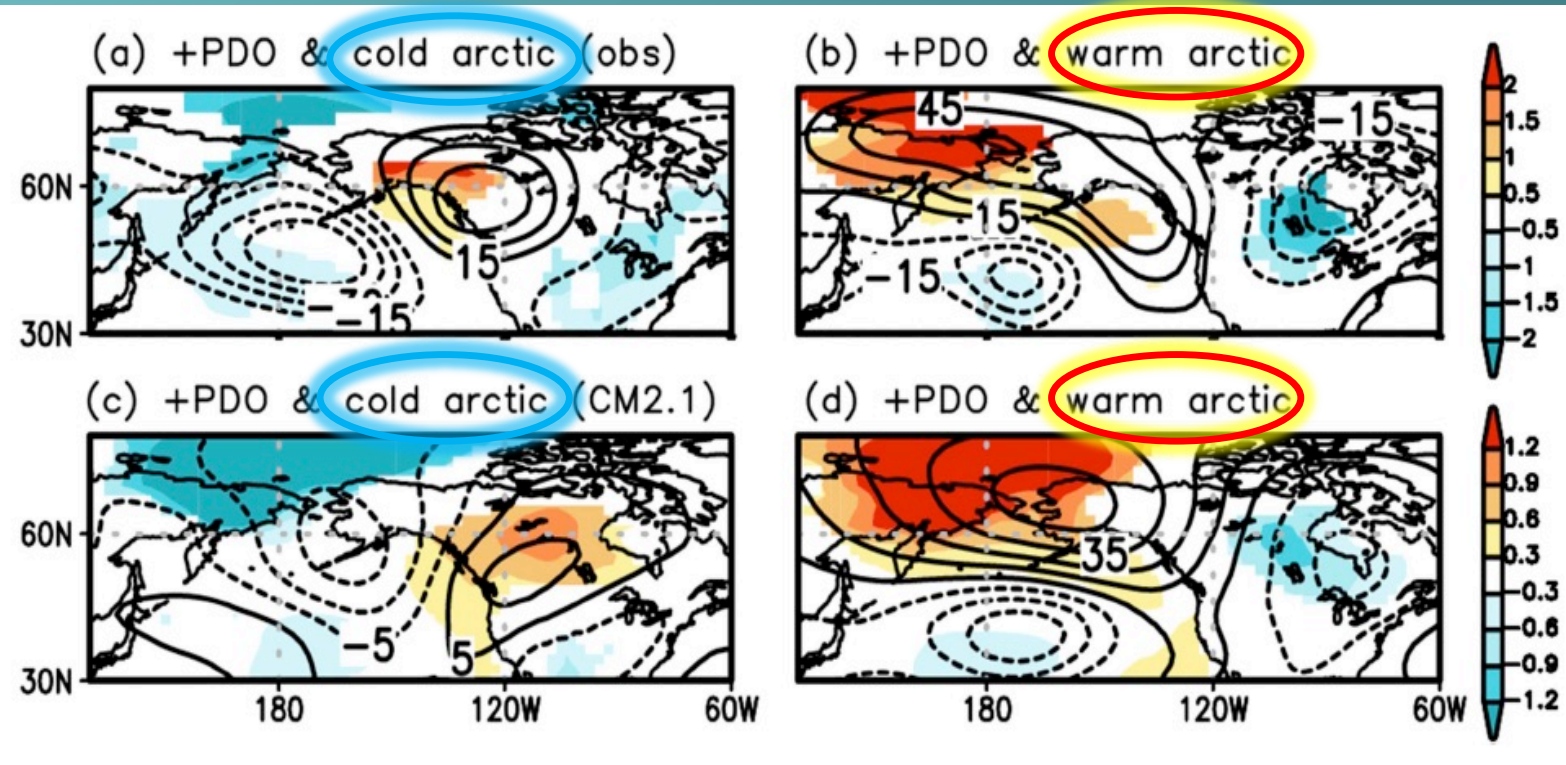 (a) +PDO & cold arctic (obs)
(b) +PDO & warm arctic
60N
30N
15
-15
45
15
-15
-15
2
1.5
1
0.5
-0.5
-1
-1.5
-2
(c) +PDO & cold arctic (CM2.1)
(d) +PDO & warm arctic
60N
30N
-5
5
35
1.2
0.9
0.6
0.3
-0.3
-0.6
-0.9
-1.2
180
120W
60W
180
120W
60W